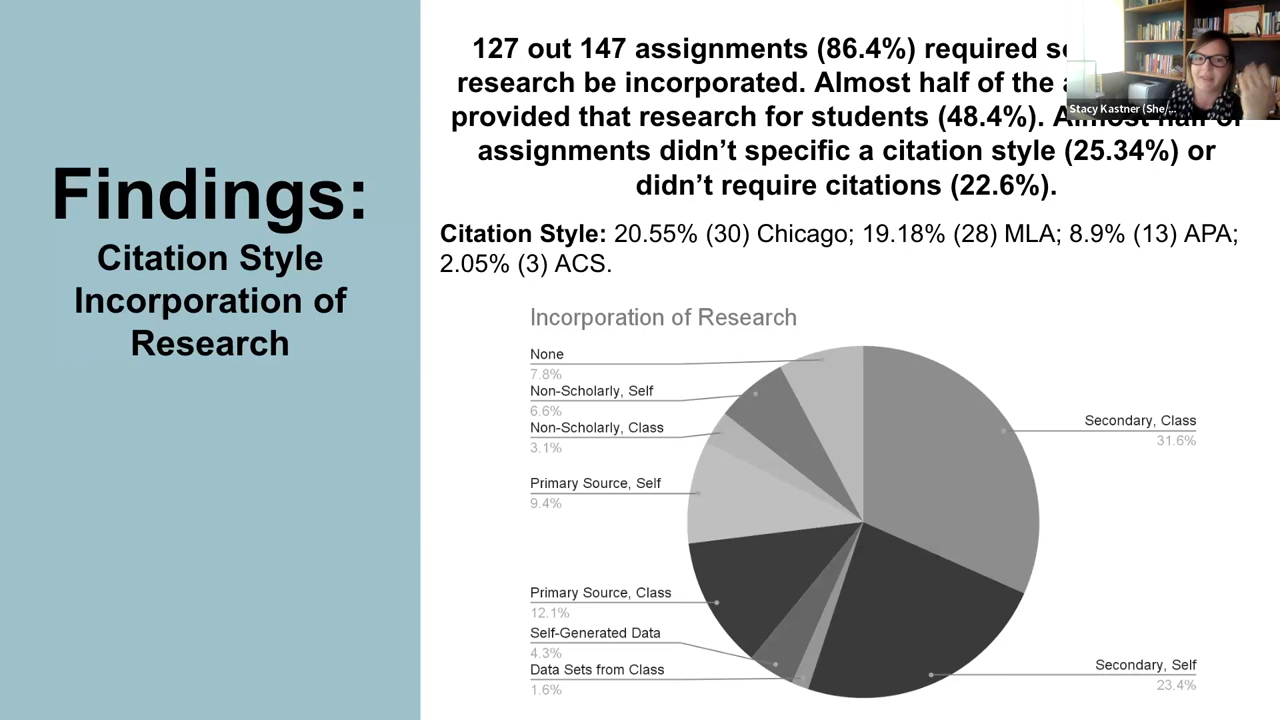 Findings:
Citation Style
Incorporation of
Research
127 out 147 assignments (86.4%) required
research be incorporated. Almost half of the
provided that research for students (48.4%). Almost half of
assignments didn't specific a citation style (25.34%) or
didn't require citations (22.6%).
Citation Style: 20.55% (30) Chicago; 19.18% (28) MLA; 8.9% (13) APA;
2.05% (3) ACS.
Stacy Kastner (She/...
Incorporation of Research
None
7.8%
Non-Scholarly, Self
6.6%
Non-Scholarly, Class
3.1%
Primary Source, Self
9.4%
Primary Source, Class
12.1%
Self-Generated Data
4.3%
Data Sets from Class
1.6%
Secondary, Class
31.6%
Secondary, Self
23.4%